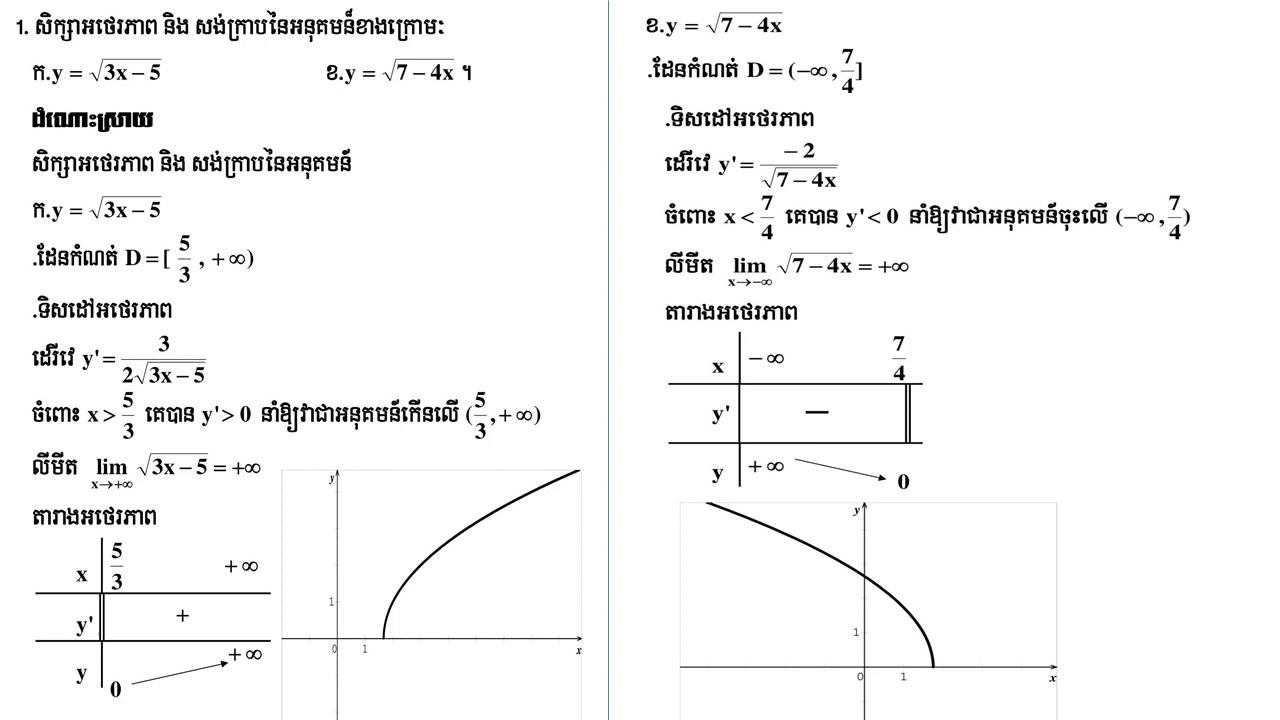 1. សិក្សាអថេរភាព និង សង់ក្រាបនៃអនុគមន៍ខាងក្រោម:
ក.y = √(3x − 5) ខ.y = √(7 − 4x) ។
ដំណោះស្រាយ
សិក្សាអថេរភាព និង សង់ក្រាបនៃអនុគមន៍
ក.y = √(3x − 5)
.ដែនកំណត់ D = [ 5/3 , +∞)
.ទិសដៅអថេរភាព
ដេរីវេ y' = 3/(2√(3x − 5))
ចំពោះ x > 5/3 គេបាន y' > 0 នាំឱ្យវាជាអនុគមន៍កើនលើ (5/3, +∞)
លីមីត lim x→+∞ √(3x − 5) = +∞
តារាងអថេរភាព
x 5/3 +∞
y' +
y 0 +∞
y
1
0 1 x
ខ.y = √(7 − 4x)
.ដែនកំណត់ D = (−∞, 7/4]
.ទិសដៅអថេរភាព
ដេរីវេ y' = −2/√(7 − 4x)
ចំពោះ x < 7/4 គេបាន y' < 0 នាំឱ្យវាជាអនុគមន៍ចុះលើ (−∞, 7/4)
លីមីត lim x→−∞ √(7 − 4x) = +∞
តារាងអថេរភាព
x −∞ 7/4
y' −
y +∞ 0
y
1
0 1 x